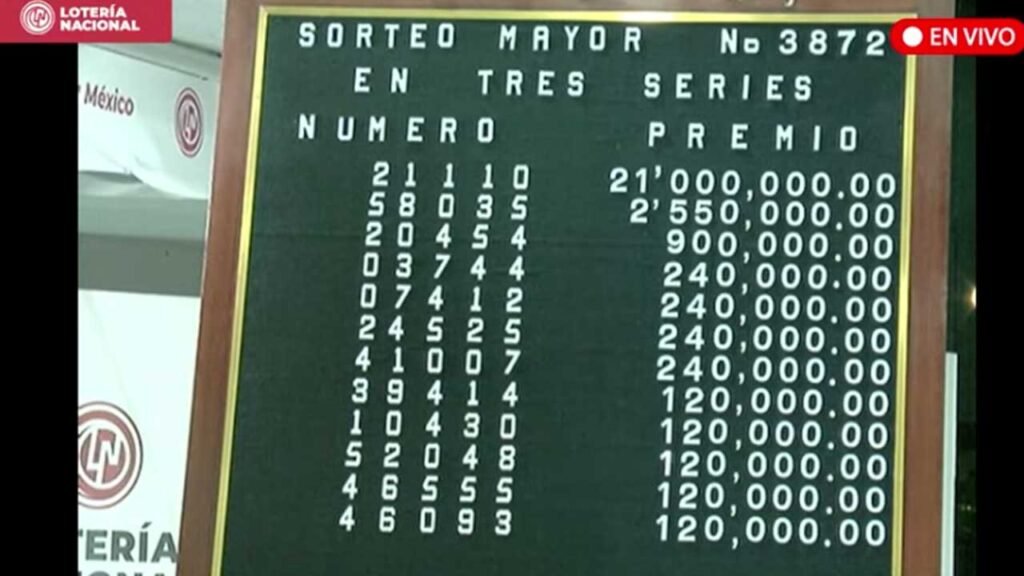 LOTERÍA
NACIONAL
EN VIVO
México
LN
SORTEO MAYOR No 3872
EN TRES SERIES
NUMERO PREMIO
21110 21'000,000.00
58035 2'550,000.00
20454 900,000.00
03744 240,000.00
07412 240,000.00
24525 240,000.00
41007 240,000.00
39414 120,000.00
10430 120,000.00
52048 120,000.00
46555 120,000.00
46093 120,000.00
LN
TERÍA